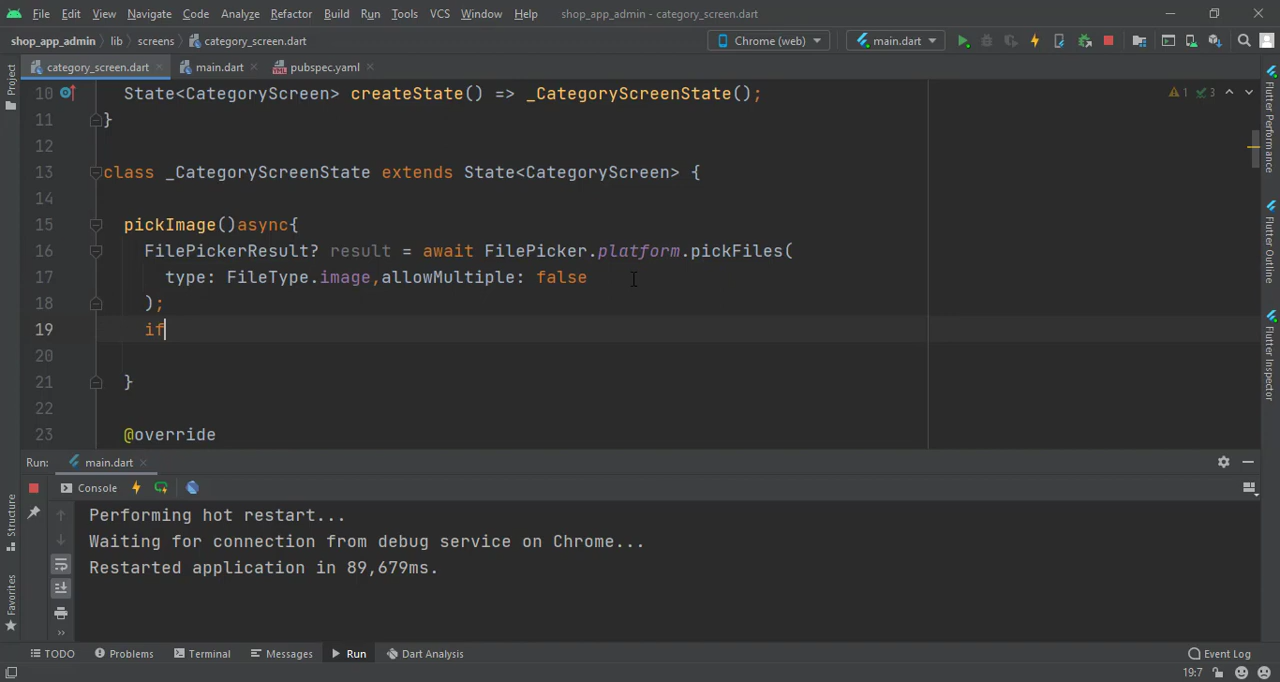 File Edit View Navigate Code Analyze Refactor Build Run Tools VCS Window Help shop_app_admin - category_screen.dart
shop_app_admin lib screens category_screen.dart Chrome (web) main.dart
category_screen.dart main.dart pubspec.yaml
Project
10 State<CategoryScreen> createState() => _CategoryScreenState(); 1 3
11 }
12
13 class _CategoryScreenState extends State<CategoryScreen> {
14
15 pickImage()async{
16 FilePickerResult? result = await FilePicker.platform.pickFiles(
17 type: FileType.image,allowMultiple: false
18 );
19 if
20
21 }
22
23 @override
Flutter Performance
Flutter Outline
Flutter Inspector
Run: main.dart
Console
Performing hot restart...
Waiting for connection from debug service on Chrome...
Restarted application in 89,679ms.
Structure
Favorites
TODO Problems Terminal Messages Run Dart Analysis Event Log
19:7